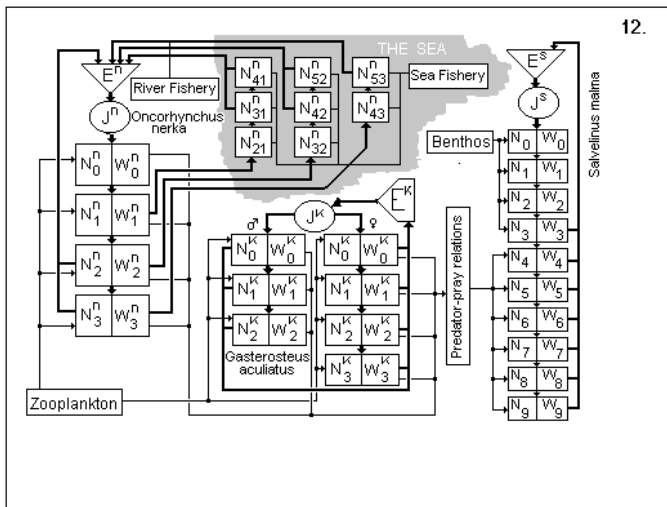 12.
THE SEA
E^n
J^n
Oncorhynchus
nerka
River Fishery
Sea Fishery
N^n_41 N^n_52 N^n_53
N^n_31 N^n_42 N^n_43
N^n_21 N^n_32
N^n_0 W^n_0
N^n_1 W^n_1
N^n_2 W^n_2
N^n_3 W^n_3
Zooplankton
E^K
J^K
♂ ♀
N^K_0 W^K_0 N^K_0 W^K_0
N^K_1 W^K_1 N^K_1 W^K_1
N^K_2 W^K_2 N^K_2 W^K_2
N^K_3 W^K_3
Gasterosteus
aculiatus
Predator-pray relations
Benthos
E^s
J^s
Salvelinus malma
N_0 W_0
N_1 W_1
N_2 W_2
N_3 W_3
N_4 W_4
N_5 W_5
N_6 W_6
N_7 W_7
N_8 W_8
N_9 W_9